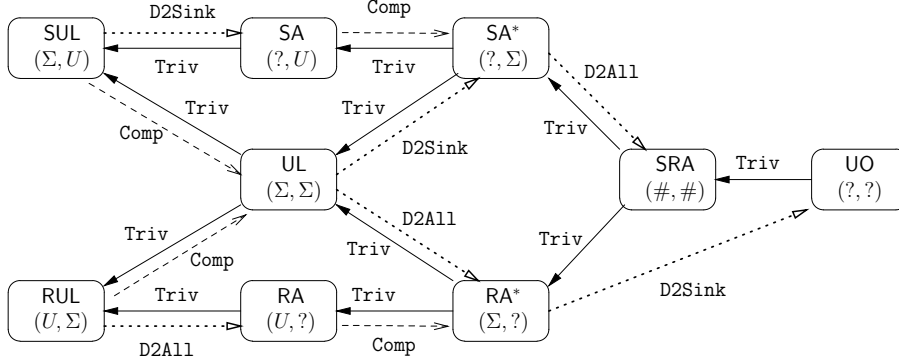 D2Sink
Comp
SUL
(Σ, U)
SA
(?, U)
SA*
(?, Σ)
Triv
Triv
D2All
Triv
Triv
Comp
Triv
D2Sink
UL
(Σ, Σ)
SRA
(#, #)
Triv
UO
(?, ?)
D2All
Triv
Triv
Triv
Comp
D2Sink
RUL
(U, Σ)
Triv
RA
(U, ?)
Triv
RA*
(Σ, ?)
D2All
Comp